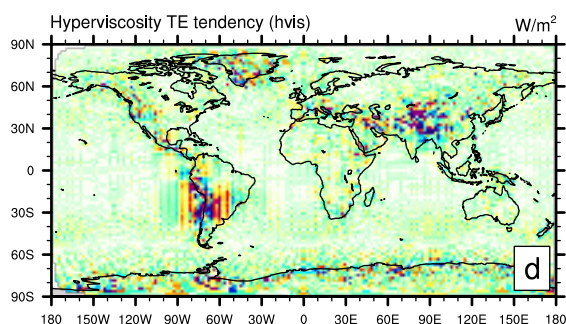 Hyperviscosity TE tendency (hvis) W/m²
90N
60N
30N
0
30S
60S
90S
d
180 150W 120W 90W 60W 30W 0 30E 60E 90E 120E 150E 180